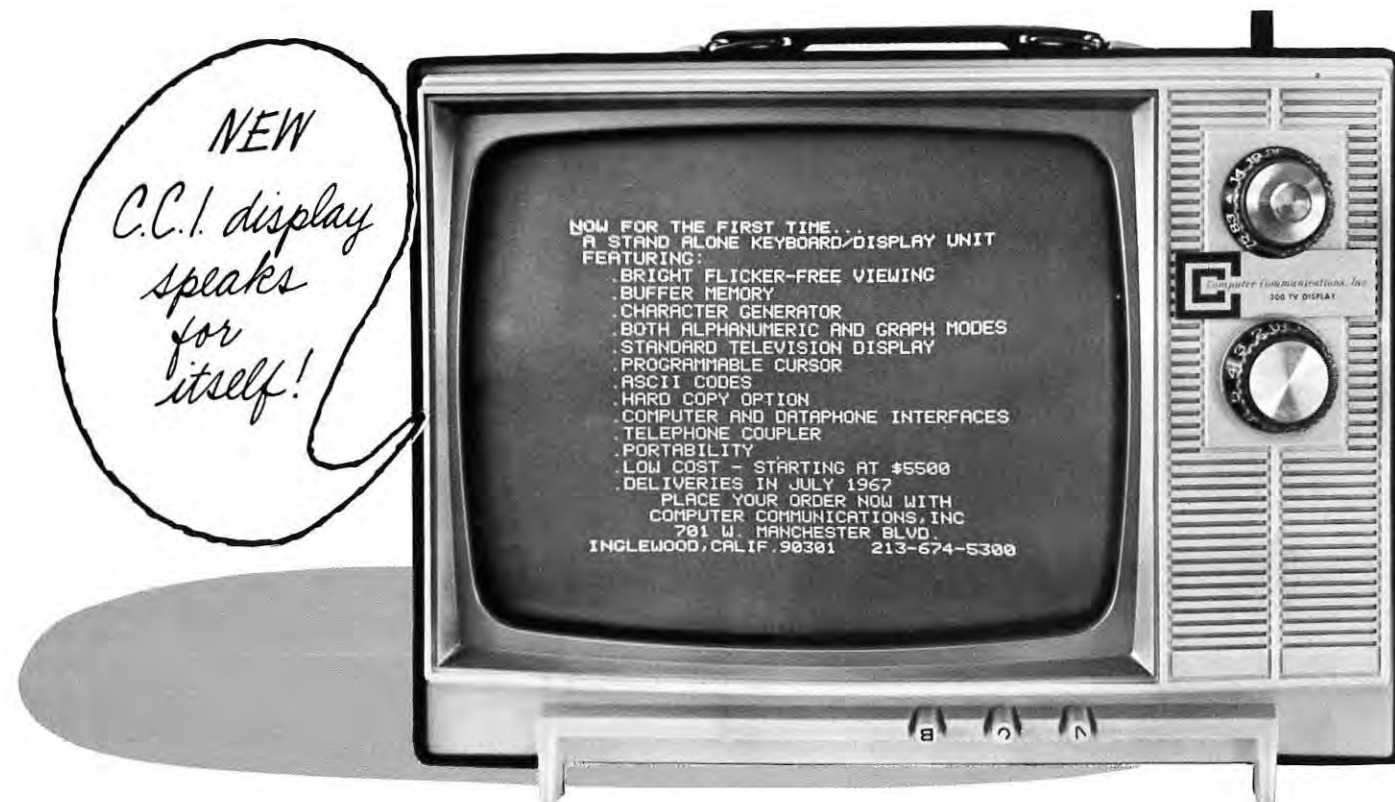 NEW
C.C.I. display
speaks
for
itself!
NOW FOR THE FIRST TIME...
A STAND ALONE KEYBOARD/DISPLAY UNIT
FEATURING:
.BRIGHT FLICKER-FREE VIEWING
.BUFFER MEMORY
.CHARACTER GENERATOR
.BOTH ALPHANUMERIC AND GRAPH MODES
.STANDARD TELEVISION DISPLAY
.PROGRAMMABLE CURSOR
.ASCII CODES
.HARD COPY OPTION
.COMPUTER AND DATAPHONE INTERFACES
.TELEPHONE COUPLER
.PORTABILITY
.LOW COST - STARTING AT $5500
.DELIVERIES IN JULY 1967
PLACE YOUR ORDER NOW WITH
COMPUTER COMMUNICATIONS,INC
701 W. MANCHESTER BLVD.
INGLEWOOD,CALIF.90301 213-674-5300
Computer Communications, Inc.
300 TV DISPLAY
B C V